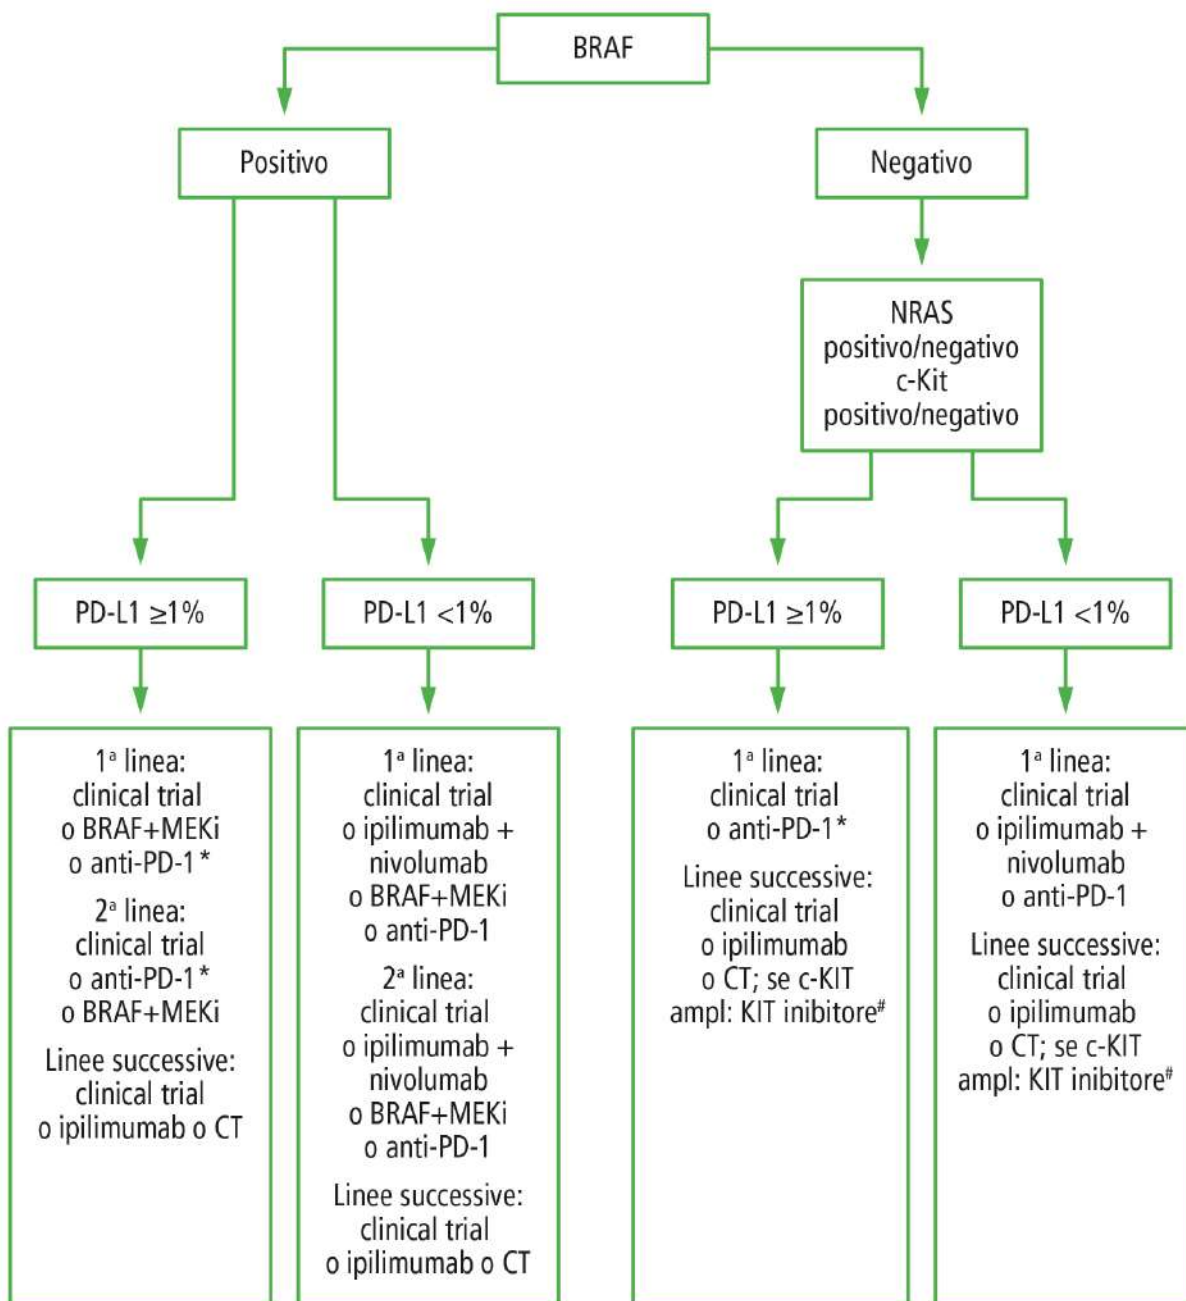 BRAF
Positivo
Negativo
NRAS
positivo/negativo
c-Kit
positivo/negativo
PD-L1 ≥1%
PD-L1 <1%
PD-L1 ≥1%
PD-L1 <1%
1ª linea:
clinical trial
o BRAF+MEKi
o anti-PD-1*
2ª linea:
clinical trial
o anti-PD-1*
o BRAF+MEKi
Linee successive:
clinical trial
o ipilimumab o CT
1ª linea:
clinical trial
o ipilimumab +
nivolumab
o BRAF+MEKi
o anti-PD-1
2ª linea:
clinical trial
o ipilimumab +
nivolumab
o BRAF+MEKi
o anti-PD-1
Linee successive:
clinical trial
o ipilimumab o CT
1ª linea:
clinical trial
o anti-PD-1*
Linee successive:
clinical trial
o ipilimumab
o CT; se c-KIT
ampl: KIT inibitore#
1ª linea:
clinical trial
o ipilimumab +
nivolumab
o anti-PD-1
Linee successive:
clinical trial
o ipilimumab
o CT; se c-KIT
ampl: KIT inibitore#